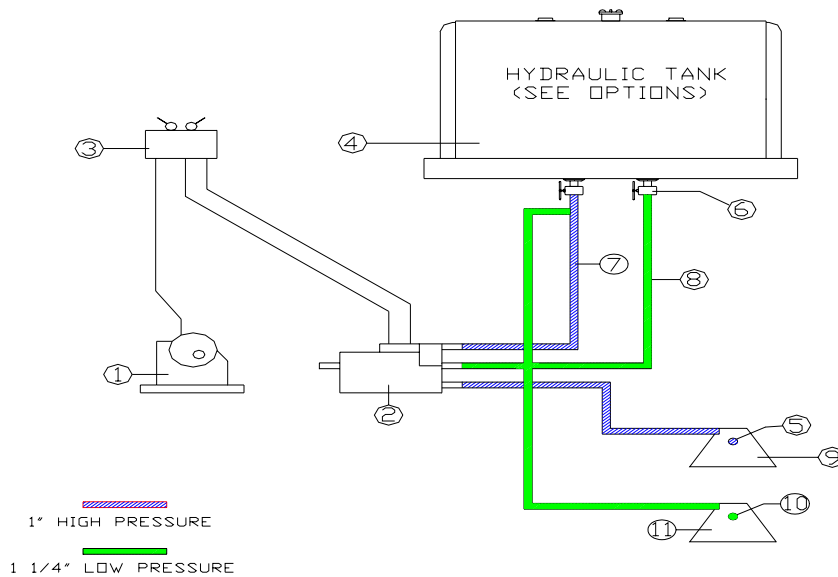 HYDRAULIC TANK
(SEE OPTIONS)
3
4
6
7
8
1
2
5
9
10
11
1" HIGH PRESSURE
1 1/4" LOW PRESSURE